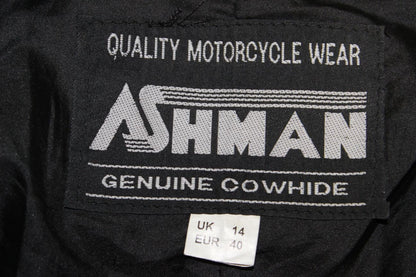 QUALITY MOTORCYCLE WEAR
ASHMAN
GENUINE COWHIDE
UK 14
EUR 40